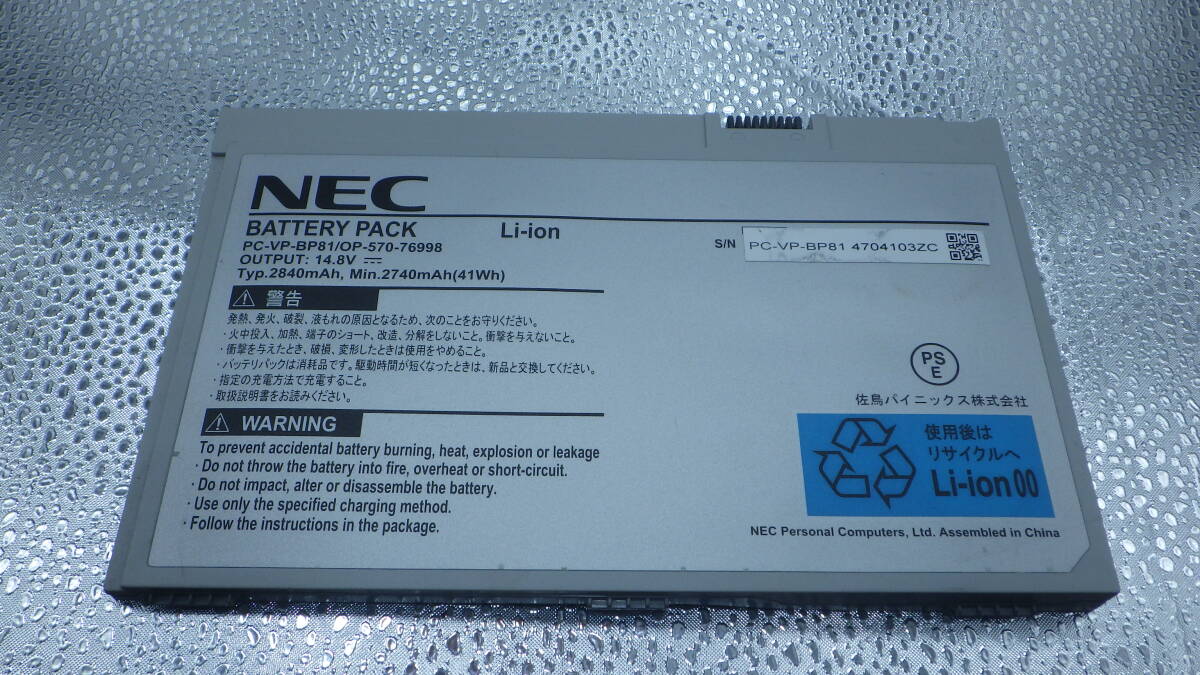 NEC
BATTERY PACK Li-ion
PC-VP-BP81/OP-570-76998
OUTPUT: 14.8V ⎓
Typ.2840mAh, Min.2740mAh(41Wh)
S/N PC-VP-BP81 4704103ZC
警告
発熱、発火、破裂、液もれの原因となるため、次のことをお守りください。
・火中投入、加熱、端子のショート、改造、分解をしないこと。衝撃を与えないこと。
・衝撃を与えたとき、破損、変形したときは使用をやめること。
・バッテリパックは消耗品です。駆動時間が短くなったときは、新品と交換してください。
・指定の充電方法で充電すること。
・取扱説明書をお読みください。
WARNING
To prevent accidental battery burning, heat, explosion or leakage
・Do not throw the battery into fire, overheat or short-circuit.
・Do not impact, alter or disassemble the battery.
・Use only the specified charging method.
・Follow the instructions in the package.
PS
E
佐鳥パイニックス株式会社
使用後は
リサイクルへ
Li-ion 00
NEC Personal Computers, Ltd. Assembled in China